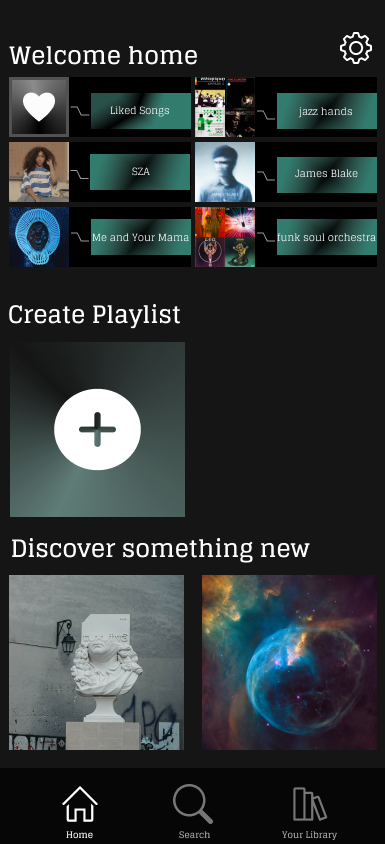 Welcome home
Liked Songs
jazz hands
SZA
James Blake
Me and Your Mama
funk soul orchestra
Create Playlist
Discover something new
Home
Search
Your Library